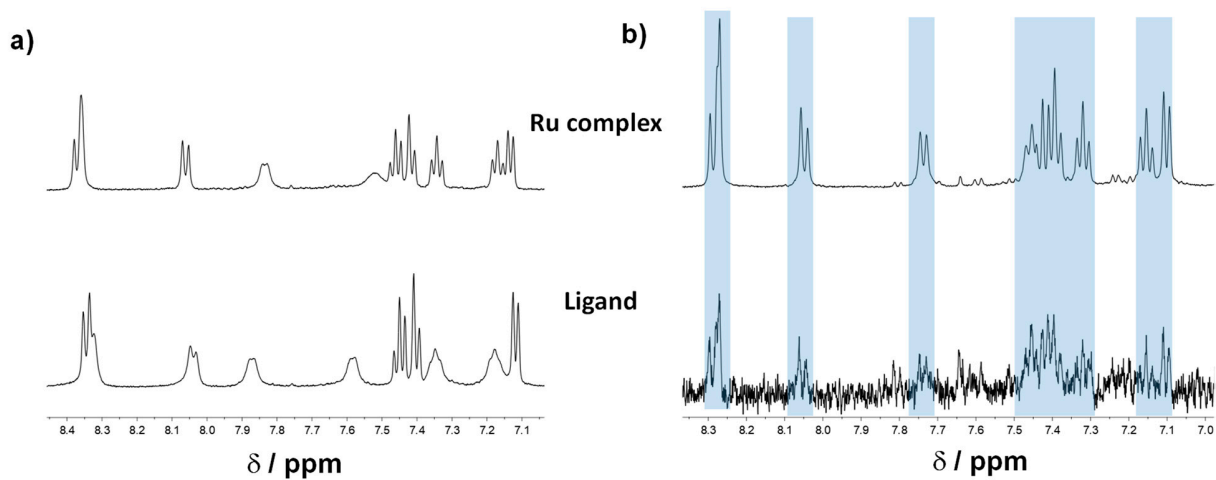 a)
b)
Ru complex
Ligand
8.4 8.3 8.2 8.1 8.0 7.9 7.8 7.7 7.6 7.5 7.4 7.3 7.2 7.1
δ / ppm
8.3 8.2 8.1 8.0 7.9 7.8 7.7 7.6 7.5 7.4 7.3 7.2 7.1 7.0
δ / ppm